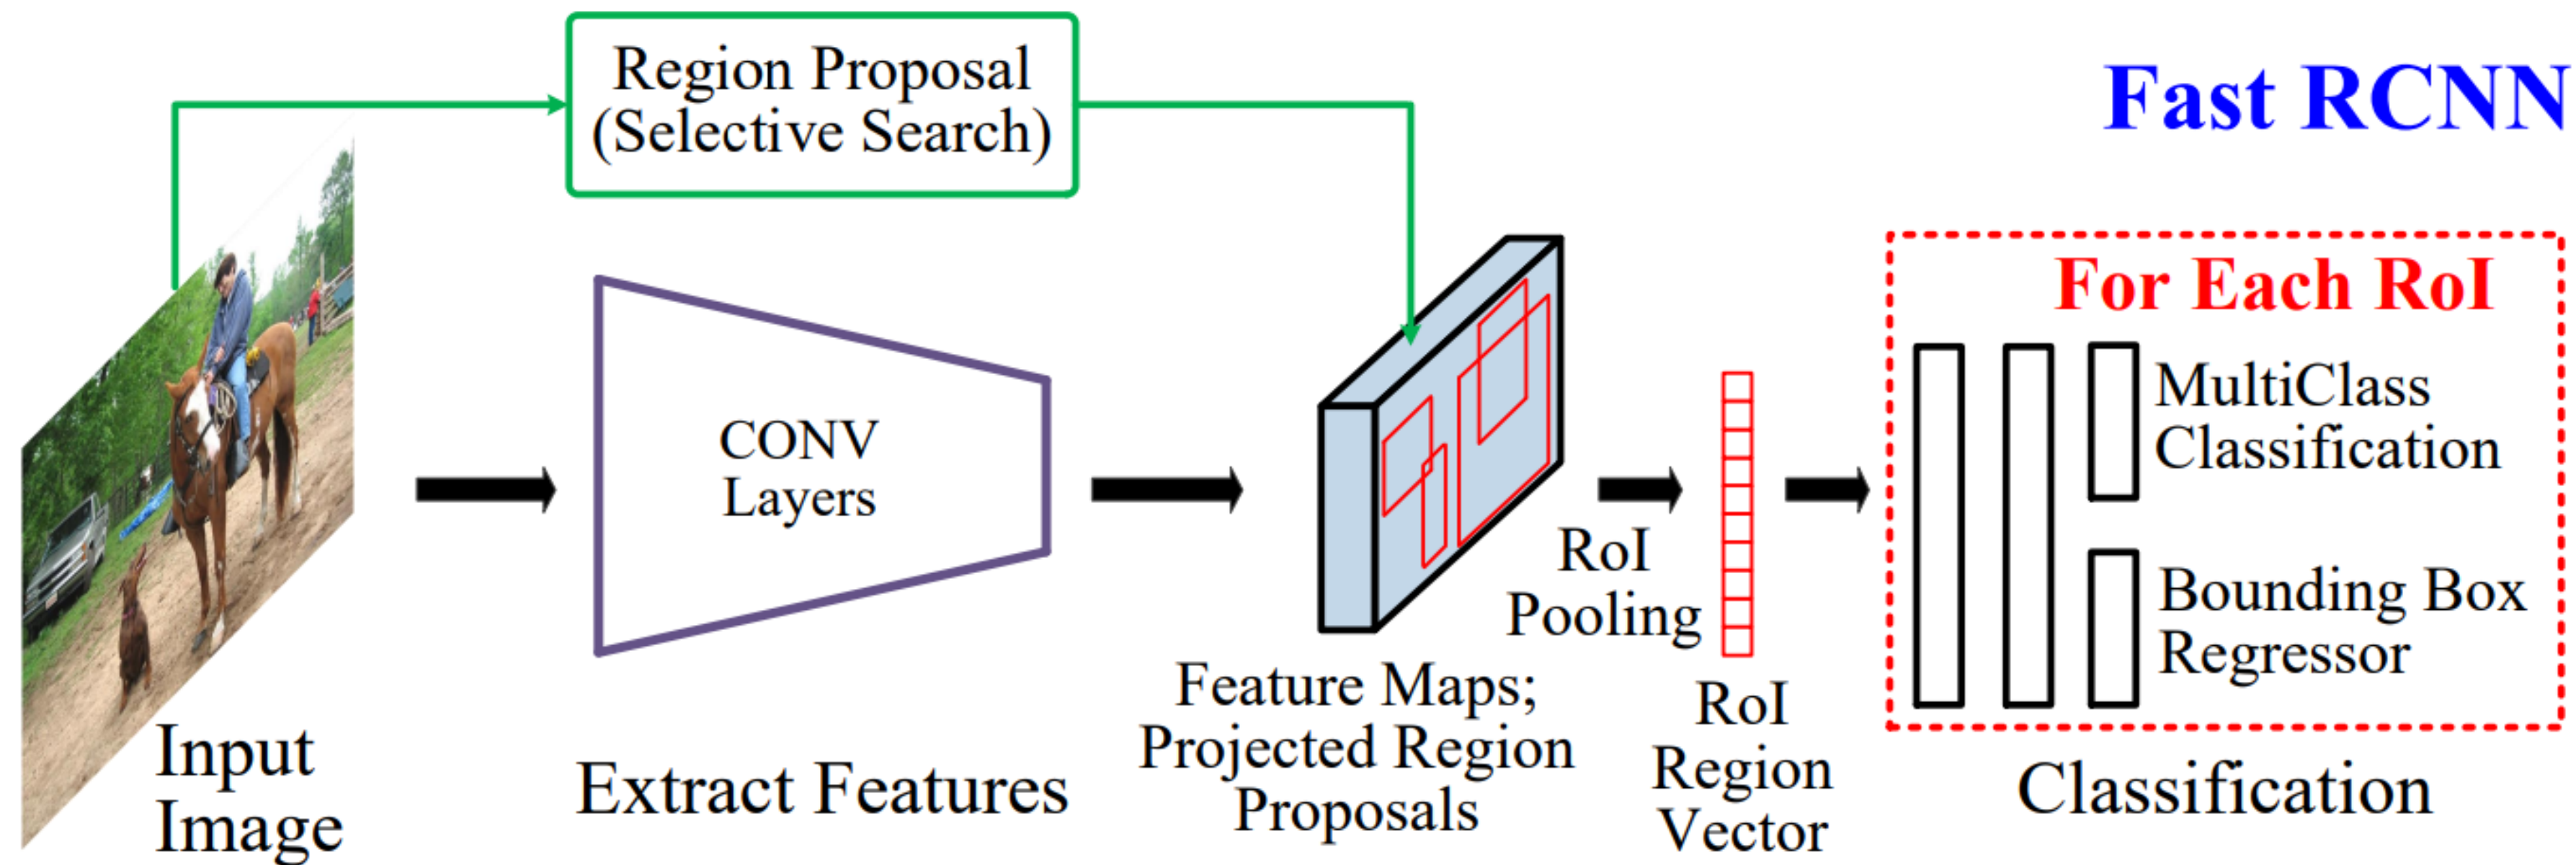 Region Proposal
(Selective Search)
Fast RCNN
CONV
Layers
For Each RoI
MultiClass
Classification
Bounding Box
Regressor
RoI
Pooling
Input
Image
Extract Features
Feature Maps;
Projected Region
Proposals
RoI
Region
Vector
Classification